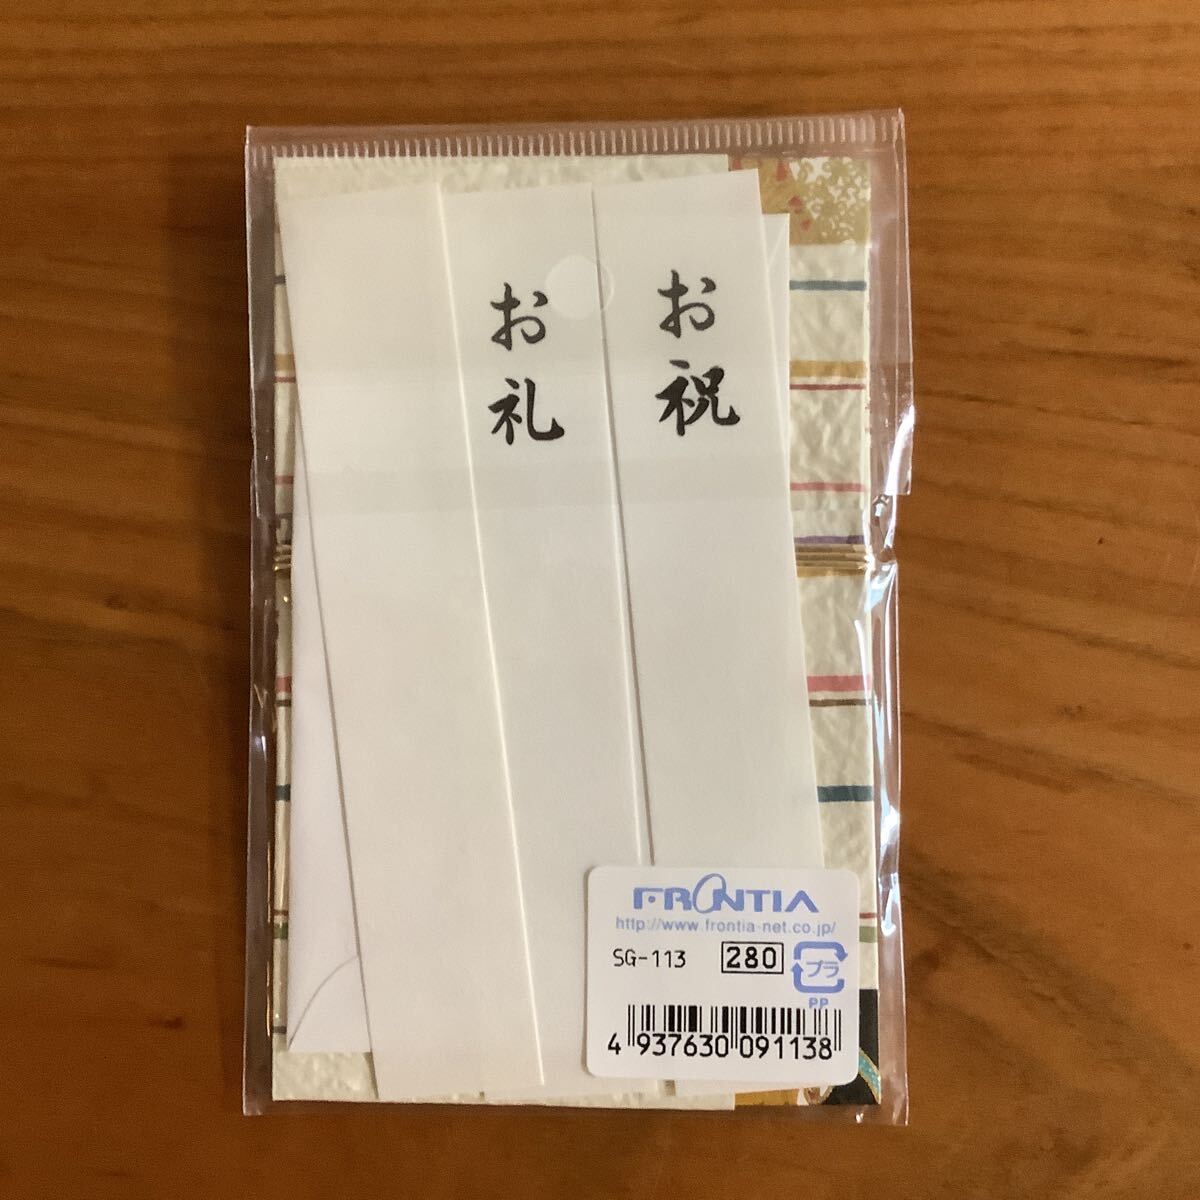 お祝
お礼
FRONTIA
http://www.frontia-net.co.jp/
SG-113 280 プラ
PP
4 937630 091138